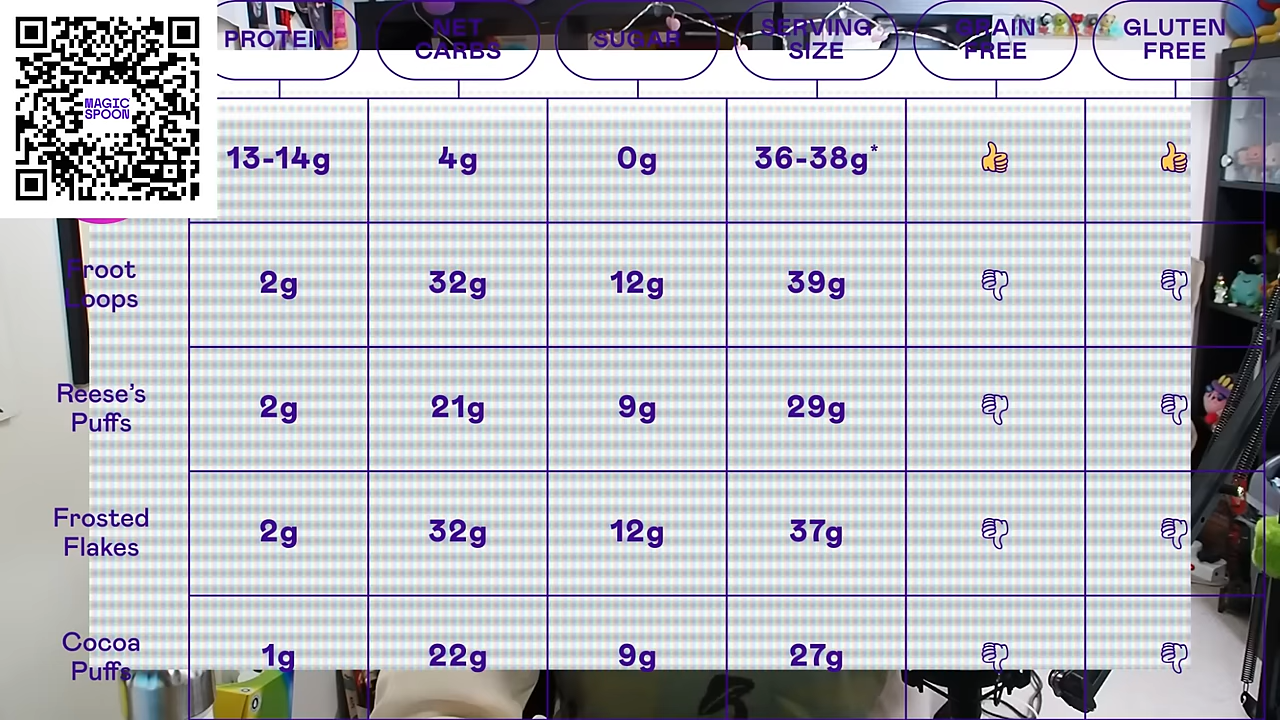 MAGIC
SPOON
PROTEIN
NET
CARBS
SUGAR
SERVING
SIZE
GRAIN
FREE
GLUTEN
FREE
13-14g 4g 0g 36-38g*
Froot
Loops
2g 32g 12g 39g
Reese's
Puffs
2g 21g 9g 29g
Frosted
Flakes
2g 32g 12g 37g
Cocoa
Puffs
1g 22g 9g 27g